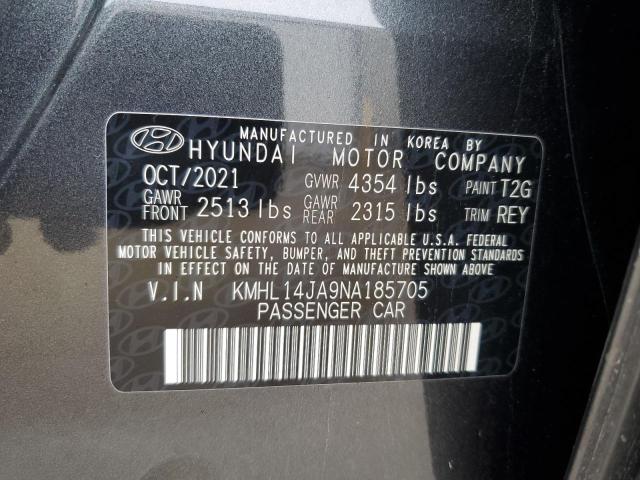 MANUFACTURED IN KOREA BY
HYUNDAI MOTOR COMPANY
OCT/2021 GVWR 4354 lbs PAINT T2G
GAWR FRONT 2513 lbs GAWR REAR 2315 lbs TRIM REY
THIS VEHICLE CONFORMS TO ALL APPLICABLE U.S.A. FEDERAL
MOTOR VEHICLE SAFETY, BUMPER, AND THEFT PREVENTION STANDARDS
IN EFFECT ON THE DATE OF MANUFACTURE SHOWN ABOVE.
V.I.N KMHL14JA9NA185705
PASSENGER CAR